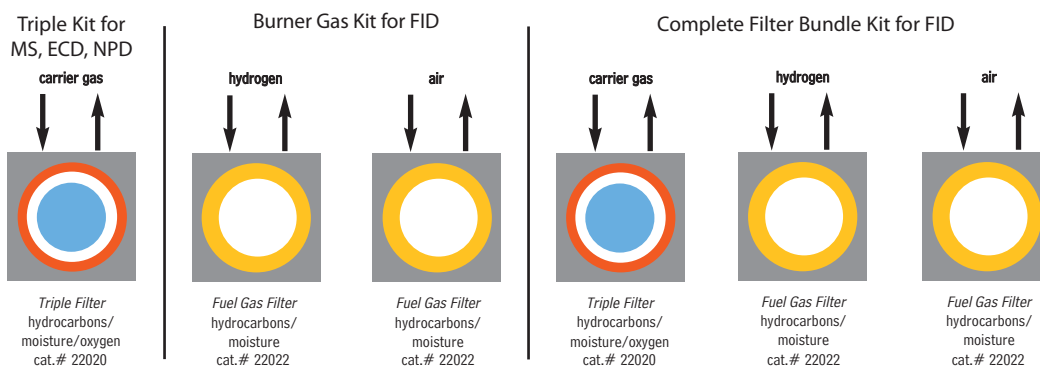 Triple Kit for
MS, ECD, NPD
carrier gas
Triple Filter
hydrocarbons/
moisture/oxygen
cat.# 22020
Burner Gas Kit for FID
hydrogen
Fuel Gas Filter
hydrocarbons/
moisture
cat.# 22022
air
Fuel Gas Filter
hydrocarbons/
moisture
cat.# 22022
Complete Filter Bundle Kit for FID
carrier gas
Triple Filter
hydrocarbons/
moisture/oxygen
cat.# 22020
hydrogen
Fuel Gas Filter
hydrocarbons/
moisture
cat.# 22022
air
Fuel Gas Filter
hydrocarbons/
moisture
cat.# 22022